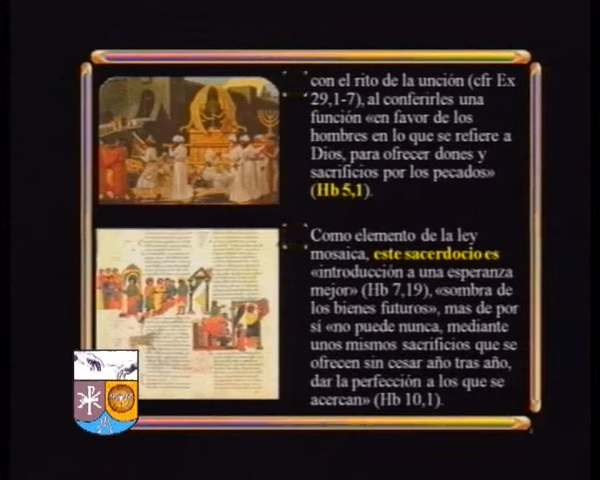 con el rito de la unción (cfr Ex
29,1-7), al conferirles una
función «en favor de los
hombres en lo que se refiere a
Dios, para ofrecer dones y
sacrificios por los pecados»
(Hb 5,1).
Como elemento de la ley
mosaica, este sacerdocio es
«introducción a una esperanza
mejor» (Hb 7,19), «sombra de
los bienes futuros», mas de por
sí «no puede nunca, mediante
unos mismos sacrificios que se
ofrecen sin cesar año tras año,
dar la perfección a los que se
acercan» (Hb 10,1).